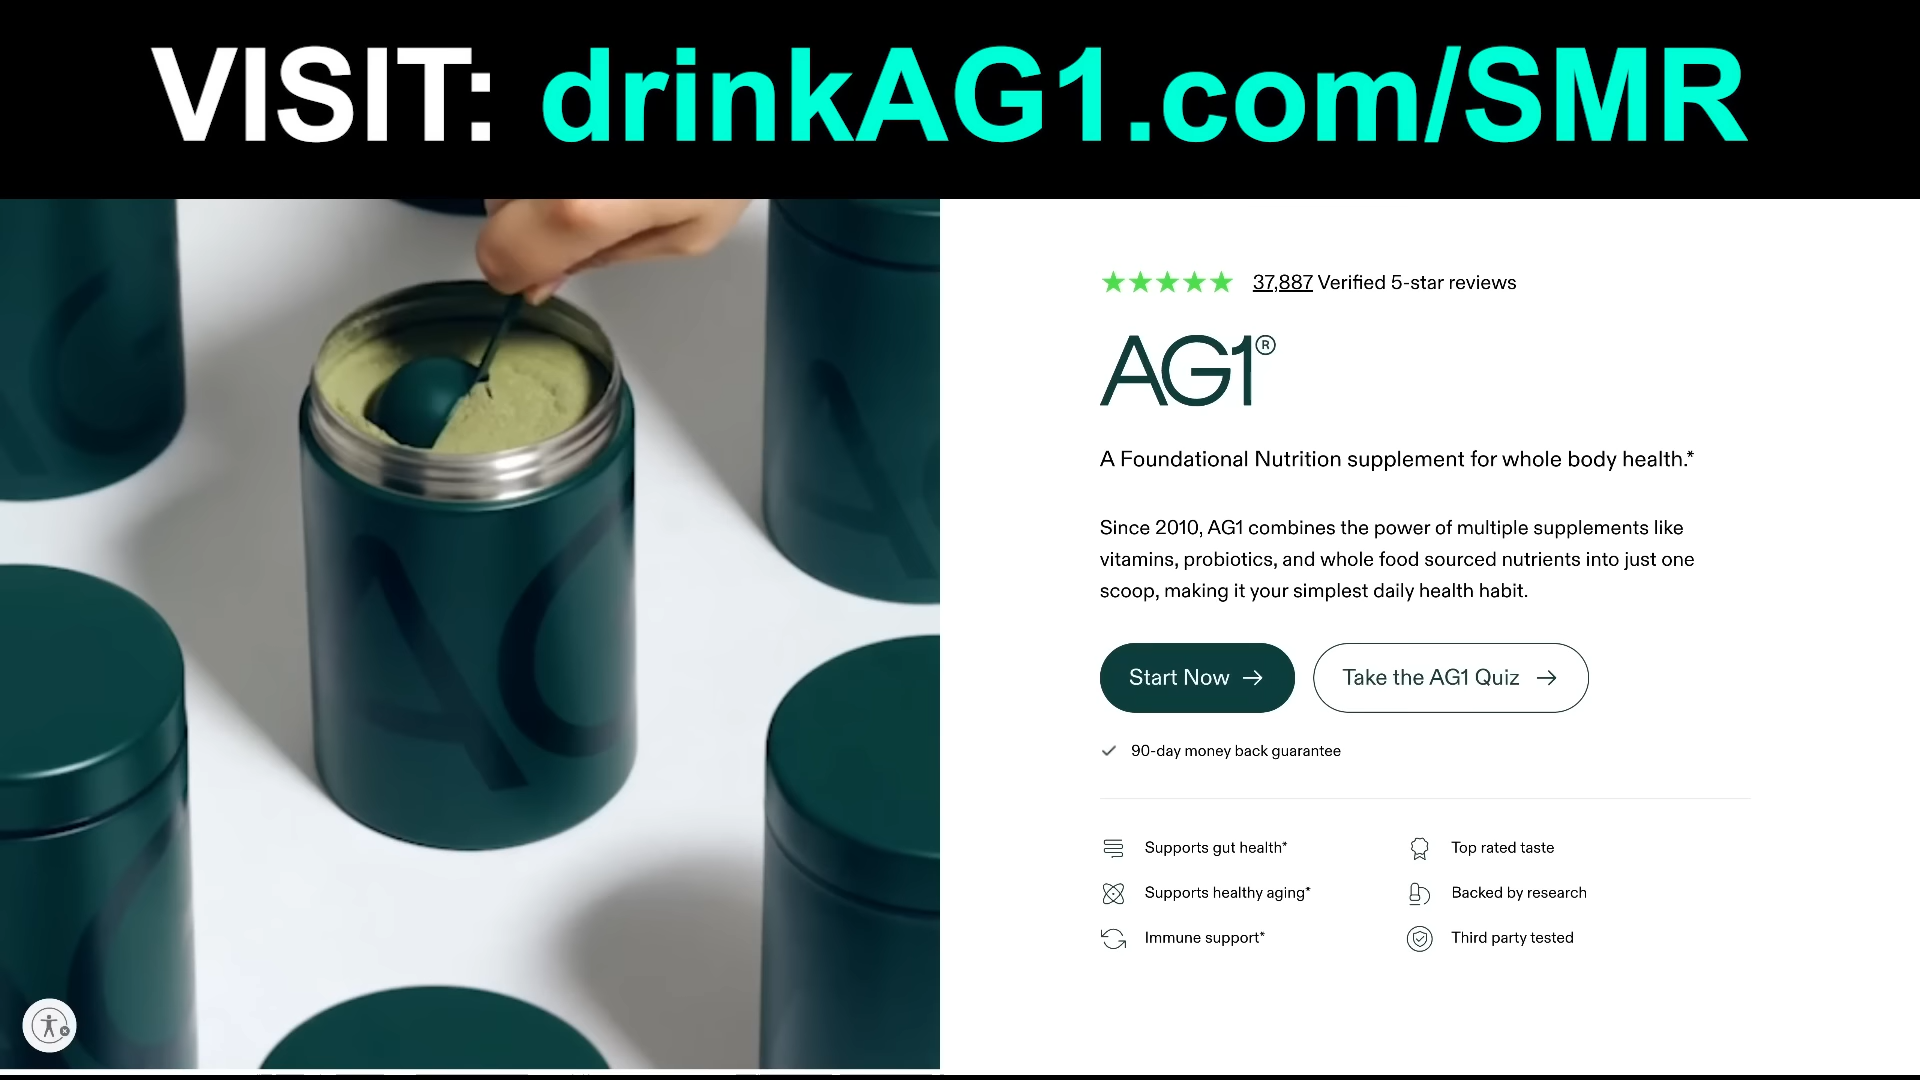 VISIT: drinkAG1.com/SMR
37,887 Verified 5-star reviews
AG1®
A Foundational Nutrition supplement for whole body health.*
Since 2010, AG1 combines the power of multiple supplements like
vitamins, probiotics, and whole food sourced nutrients into just one
scoop, making it your simplest daily health habit.
Start Now → Take the AG1 Quiz →
90-day money back guarantee
Supports gut health* Top rated taste
Supports healthy aging* Backed by research
Immune support* Third party tested
AG
AG
AG